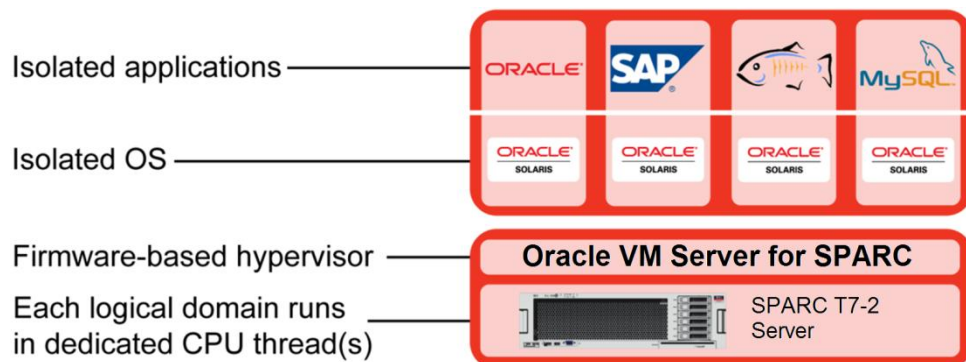 Isolated applications
ORACLE®
SAP®
MySQL™
Isolated OS
ORACLE®
SOLARIS
ORACLE®
SOLARIS
ORACLE®
SOLARIS
ORACLE®
SOLARIS
Firmware-based hypervisor
Oracle VM Server for SPARC
Each logical domain runs
in dedicated CPU thread(s)
SPARC T7-2
Server